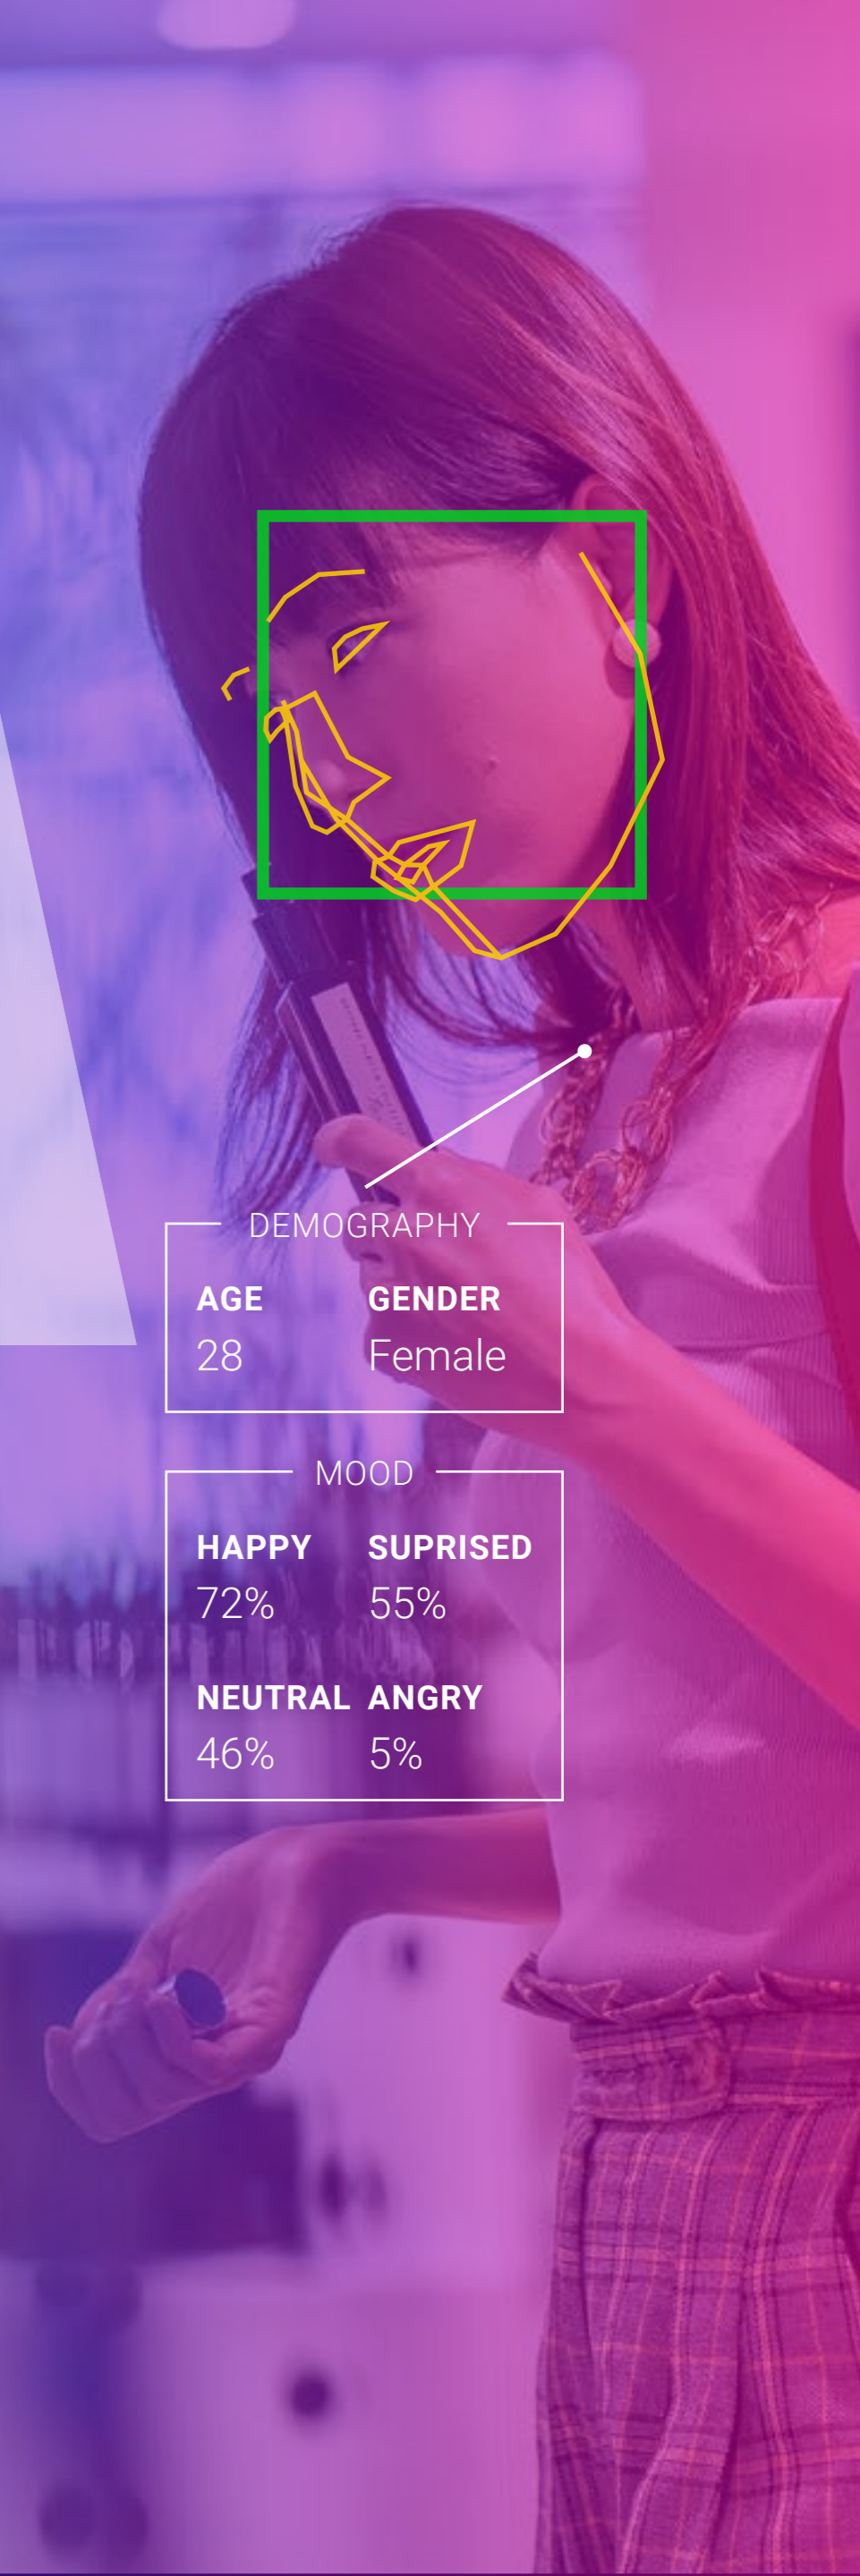 DEMOGRAPHY
AGE GENDER
28 Female
MOOD
HAPPY SUPRISED
72% 55%
NEUTRAL ANGRY
46% 5%